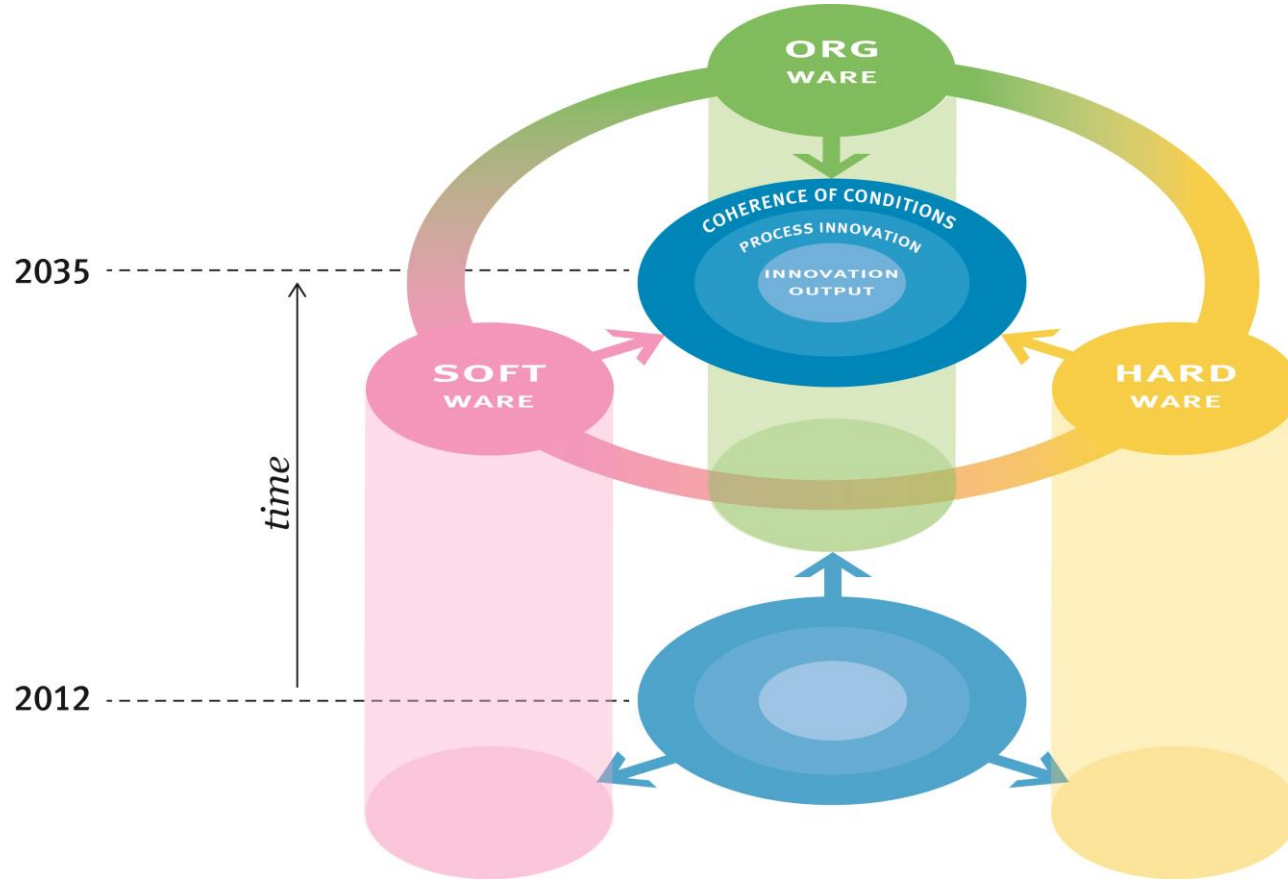 ORG
WARE
COHERENCE OF CONDITIONS
PROCESS INNOVATION
INNOVATION
OUTPUT
2035
SOFT
WARE
HARD
WARE
time
2012